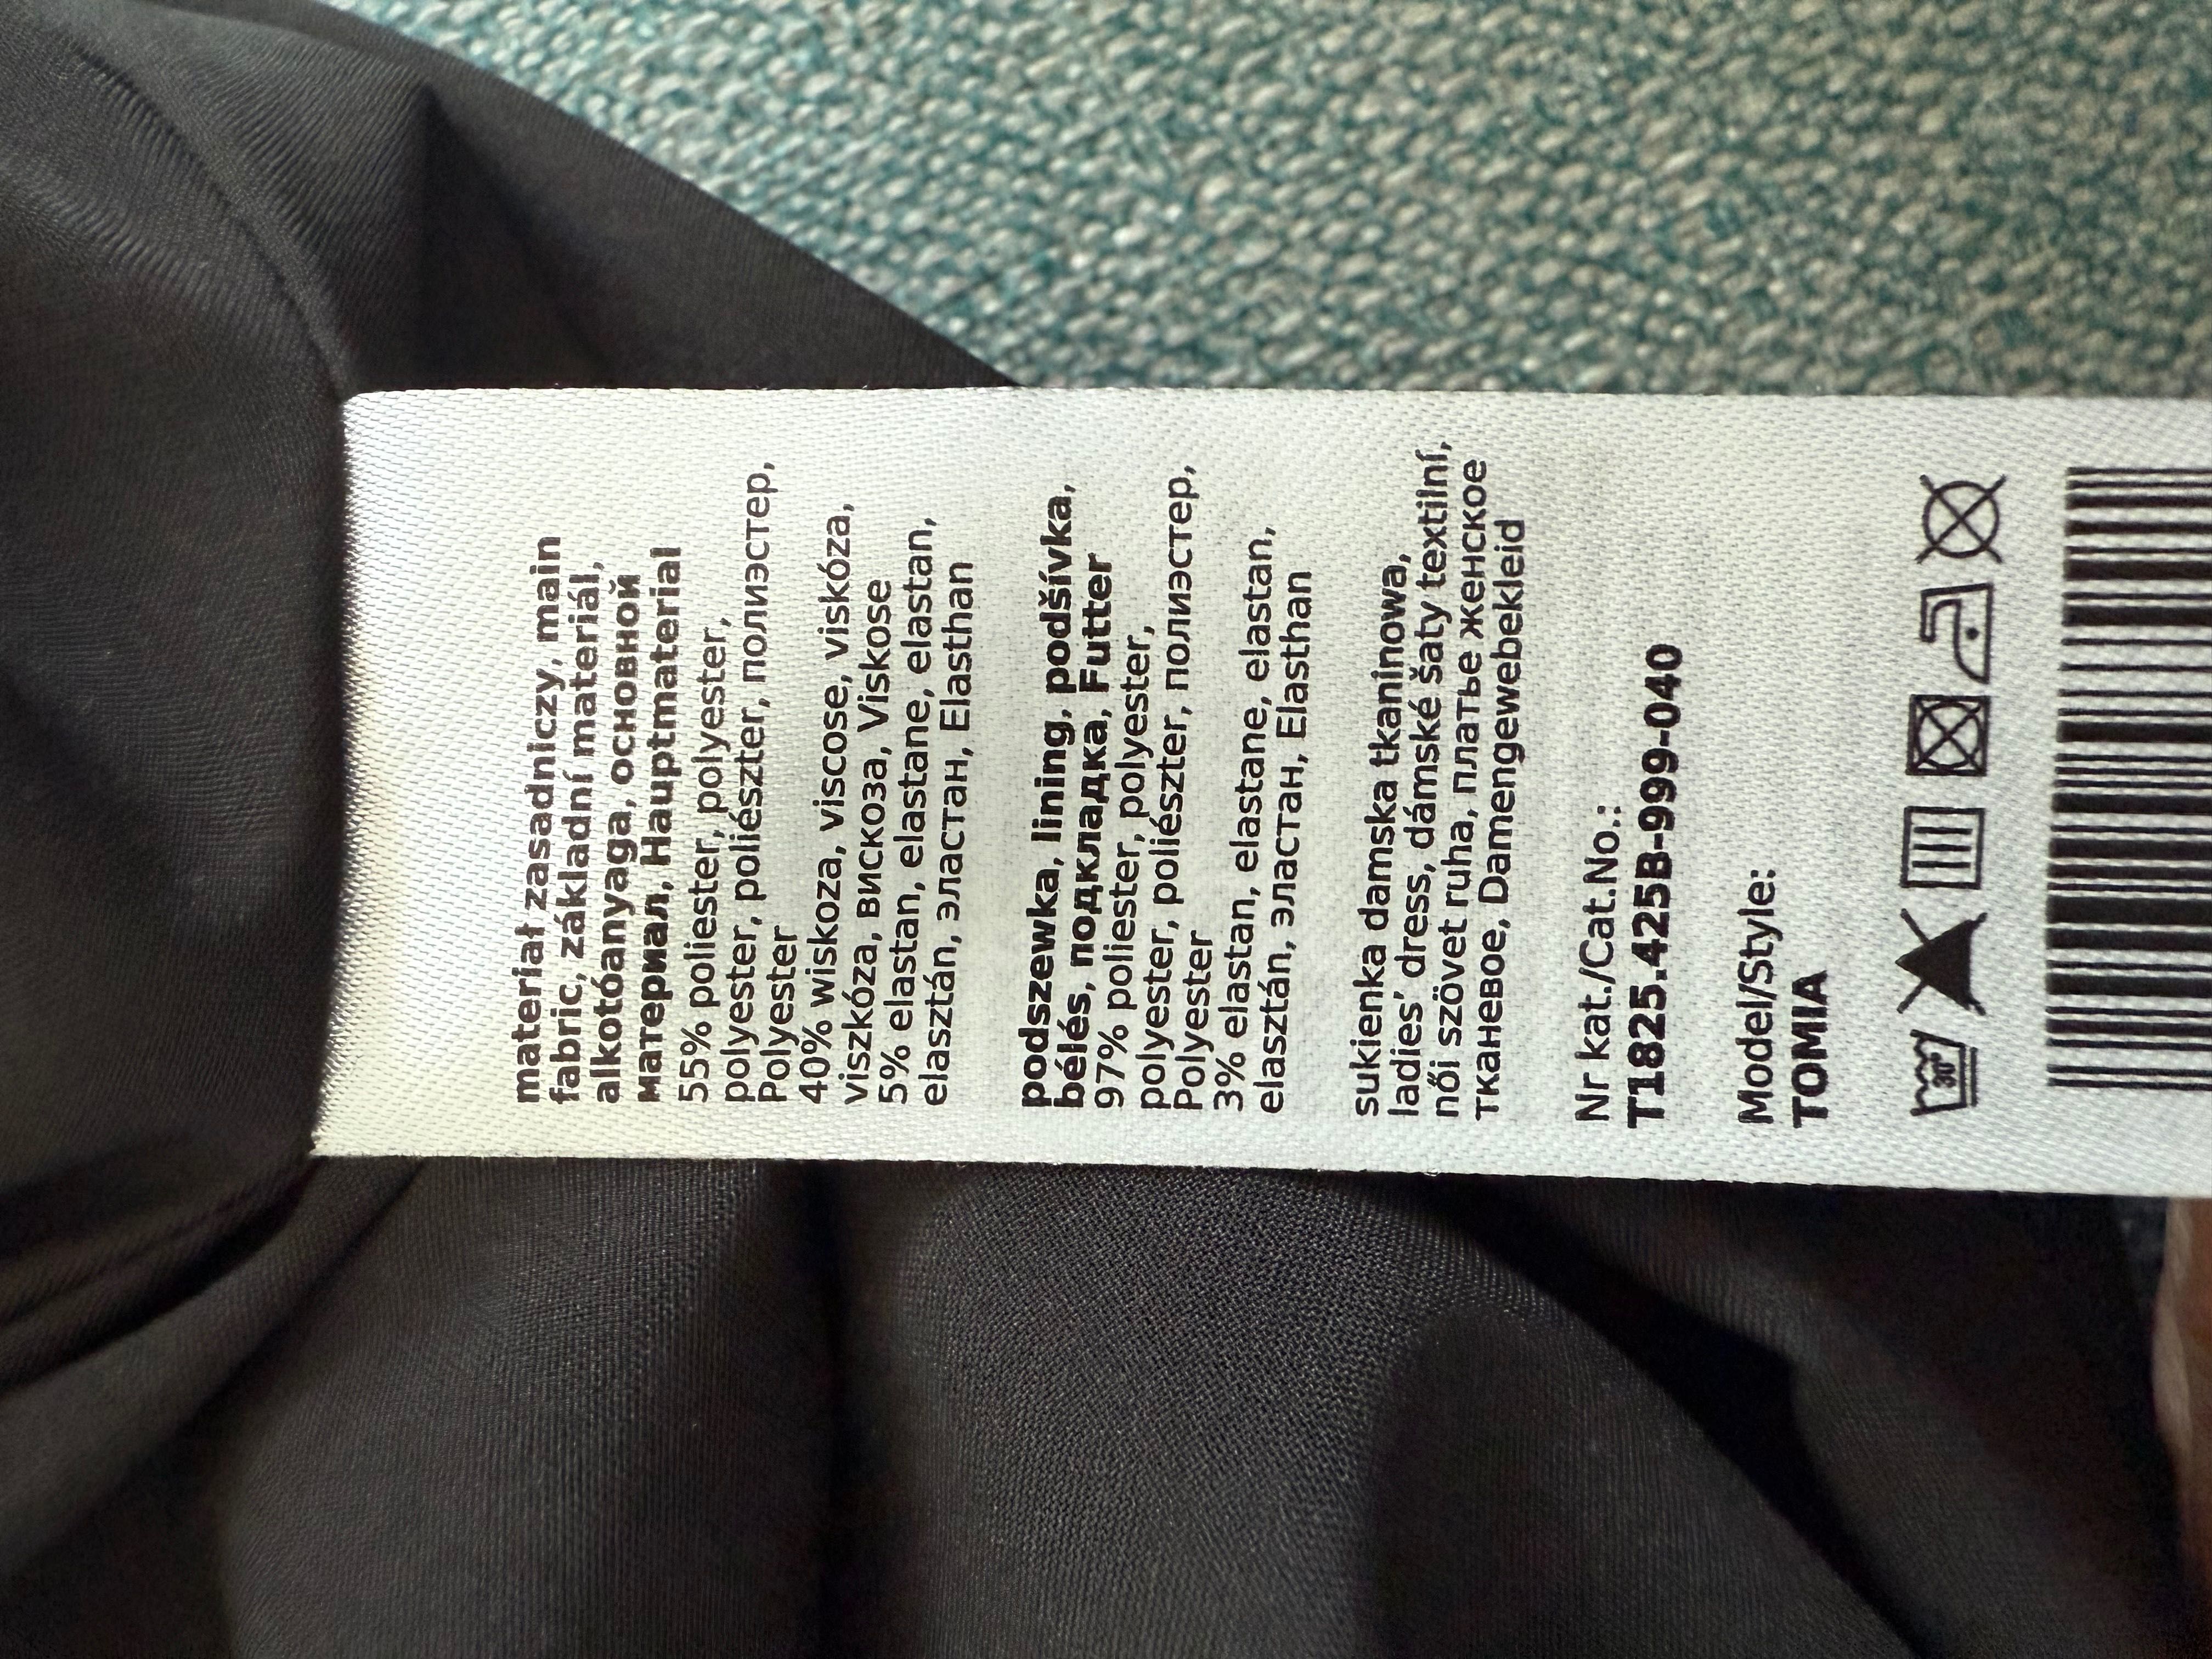 materiał zasadniczy, main
fabric, základní materiál,
alkotóanyaga, основной
материал, Hauptmaterial
55% poliester, polyester,
polyester, poliészter, полиэстер,
Polyester
40% wiskoza, viscose, viskóza,
viszkóza, вискоза, Viskose
5% elastan, elastane, elastan,
elasztán, эластан, Elasthan
podszewka, lining, podšívka,
bélés, подкладка, Futter
97% poliester, polyester,
polyester, poliészter, полиэстер,
Polyester
3% elastan, elastane, elastan,
elasztán, эластан, Elasthan
sukienka damska tkaninowa,
ladies' dress, dámské šaty textilní,
női szövet ruha, платье женское
тканевое, Damengewebekleid
Nr kat./Cat.No.:
T1825.425B-999-040
Model/Style:
TOMIA
30°